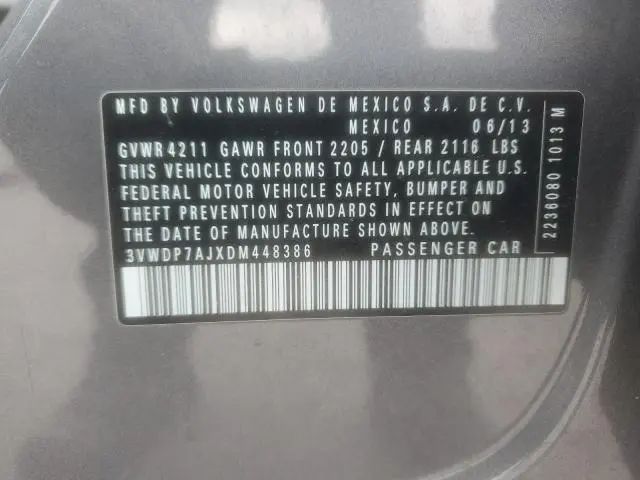 MFD BY VOLKSWAGEN DE MEXICO S.A. DE C.V.
MEXICO 06/13
GVWR 4211 GAWR FRONT 2205 / REAR 2116 LBS
THIS VEHICLE CONFORMS TO ALL APPLICABLE U.S.
FEDERAL MOTOR VEHICLE SAFETY, BUMPER AND
THEFT PREVENTION STANDARDS IN EFFECT ON
THE DATE OF MANUFACTURE SHOWN ABOVE.
3VWDP7AJXDM448386 PASSENGER CAR
2236080 1013 M